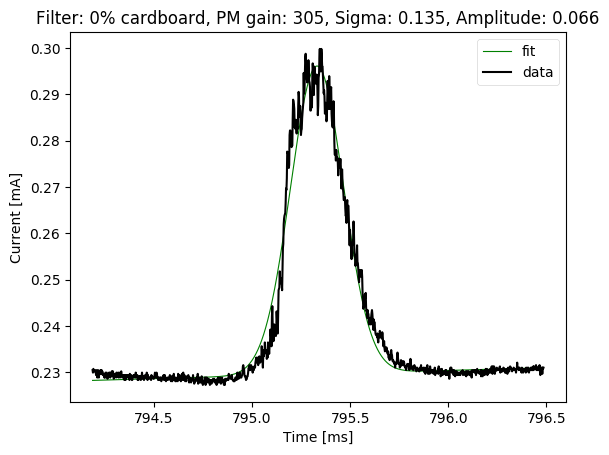 Filter: 0% cardboard, PM gain: 305, Sigma: 0.135, Amplitude: 0.066
fit
data
0.30
0.29
0.28
0.27
0.26
0.25
0.24
0.23
Current [mA]
794.5 795.0 795.5 796.0 796.5
Time [ms]